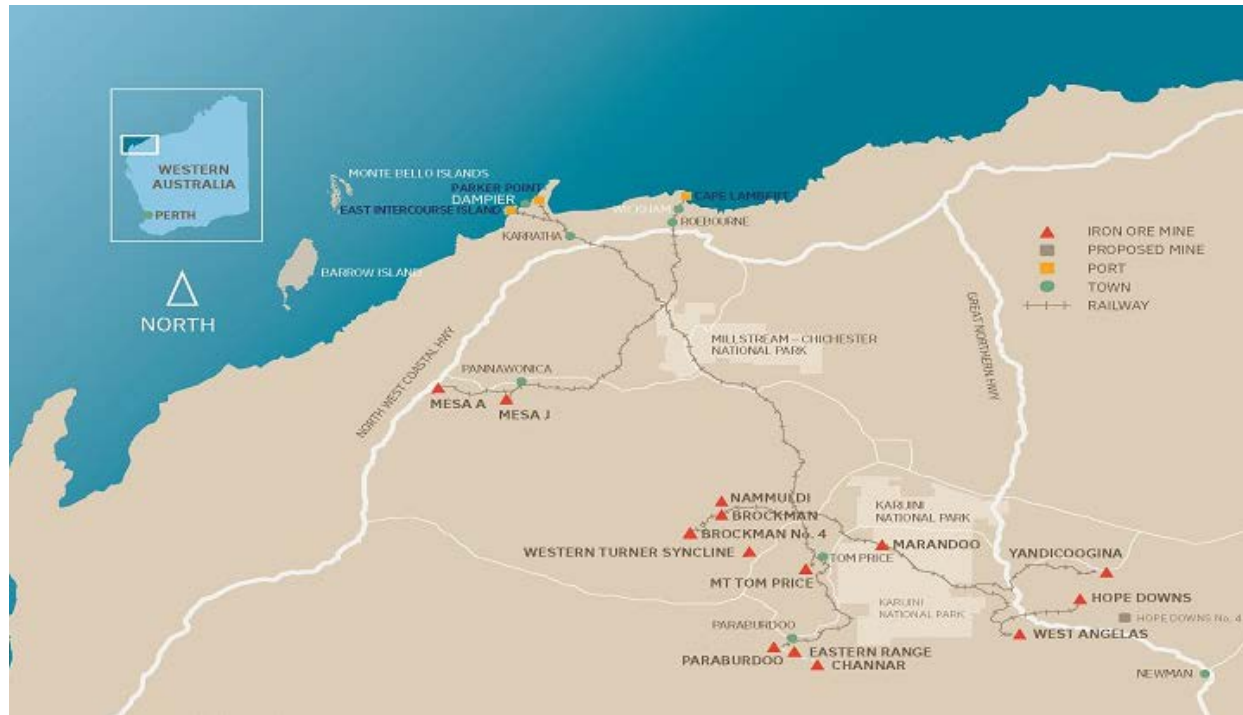 WESTERN
AUSTRALIA
PERTH
NORTH
MONTE BELLO ISLANDS
BARROW ISLAND
PARKER POINT
DAMPIER
EAST INTERCOURSE ISLAND
KARRATHA
CAPE LAMBERT
WICKHAM
ROEBOURNE
IRON ORE MINE
PROPOSED MINE
PORT
TOWN
RAILWAY
NORTH WEST COASTAL HWY
GREAT NORTHERN HWY
MILLSTREAM – CHICHESTER
NATIONAL PARK
PANNAWONICA
MESA A
MESA J
NAMMULDI
BROCKMAN
BROCKMAN No. 4
WESTERN TURNER SYNCLINE
MT TOM PRICE
TOM PRICE
KARIJINI
NATIONAL PARK
MARANDOO
YANDICOOGINA
HOPE DOWNS
HOPE DOWNS No. 4
WEST ANGELAS
KARIJINI
NATIONAL PARK
PARABURDOO
PARABURDOO
EASTERN RANGE
CHANNAR
NEWMAN